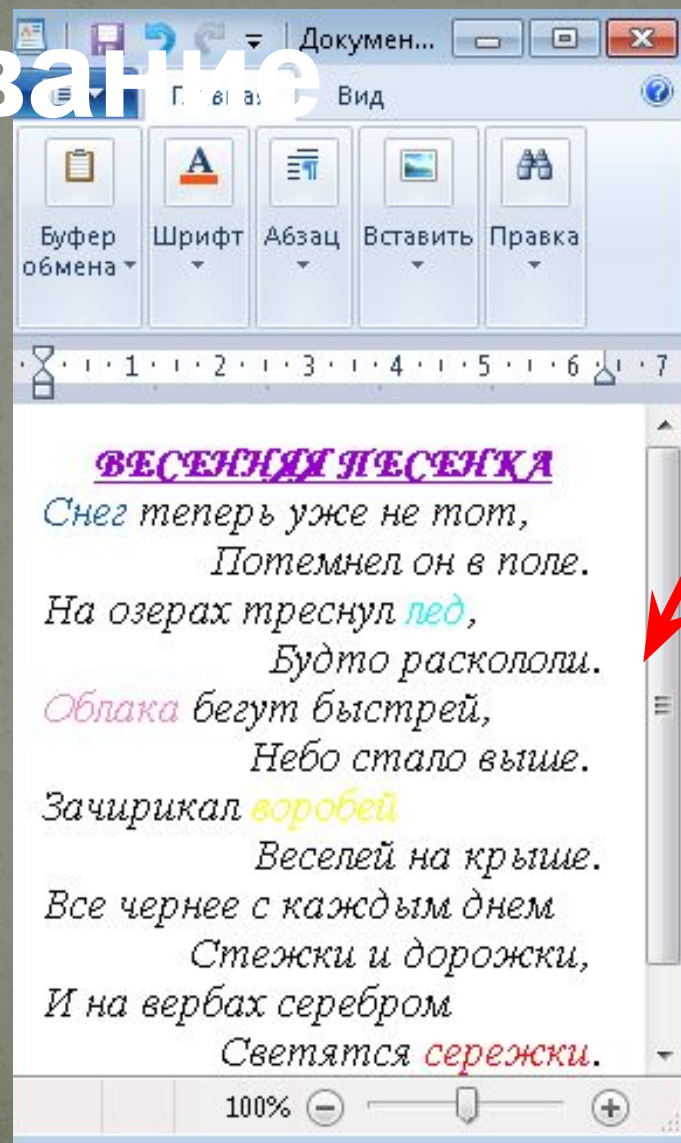 Докумен...
вание
Главная Вид
Буфер обмена
Шрифт
Абзац
Вставить
Правка
1 2 3 4 5 6 7
ВЕСЕННЯЯ ПЕСЕНКА
Снег теперь уже не тот,
Потемнел он в поле.
На озерах треснул лед,
Будто раскололи.
Облака бегут быстрей,
Небо стало выше.
Зачирикал воробей
Веселей на крыше.
Все чернее с каждым днем
Стежки и дорожки,
И на вербах серебром
Светятся сережки.
100%